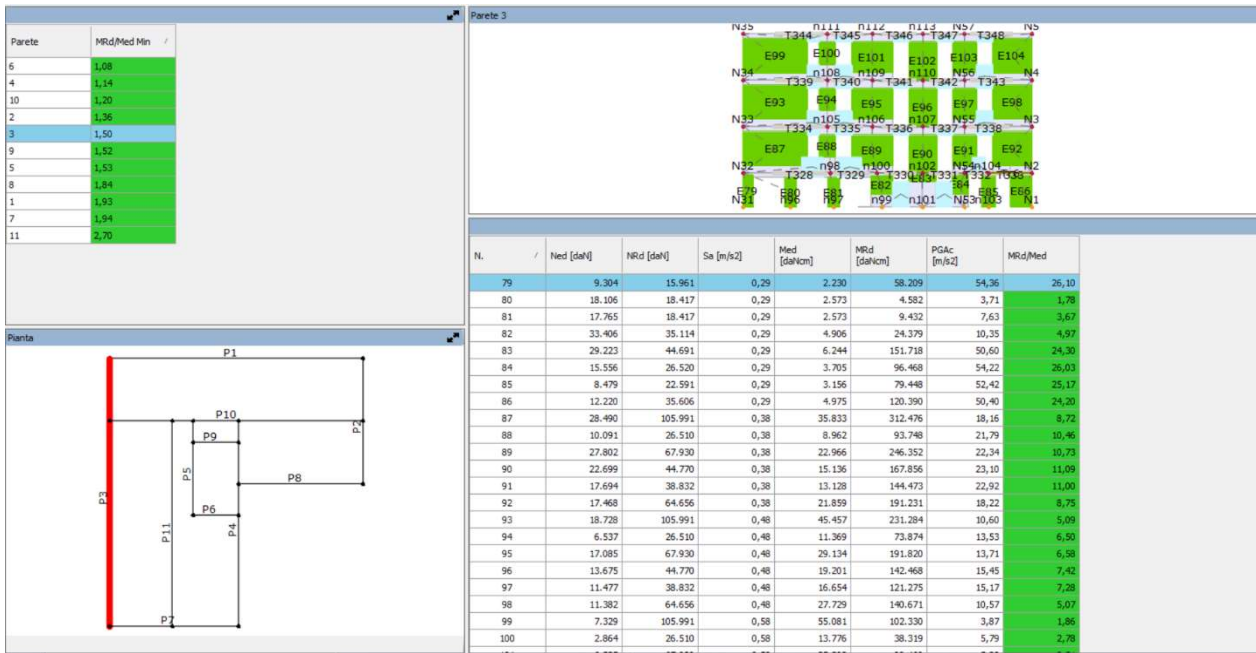 Parete MRd/Med Min
6 1,08
4 1,14
10 1,20
2 1,36
3 1,50
9 1,52
5 1,53
8 1,84
1 1,93
7 1,94
11 2,70
Parete 3
N35 n111 n112 n113 N57 N5
T344 T345 T346 T347 T348
E99 E100 E101 E102 E103 E104
N34 n108 n109 n110 N56 N4
T339 T340 T341 T342 T343
E93 E94 E95 E96 E97 E98
N33 n105 n106 n107 N55 N3
T334 T335 T336 T337 T338
E87 E88 E89 E90 E91 E92
N32 n98 n100 n102 N54 n104 N2
T328 T329 T330 T331 T332
E79 E80 E81 E82 E83 E84 E85 E86
N31 n96 n97 n99 n101 N53 n103 N1
N. / Ned [daN] NRd [daN] Sa [m/s2] Med [daNcm] MRd [daNcm] PGAc [m/s2] MRd/Med
79 9.304 15.961 0,29 2.230 58.209 54,36 26,10
80 18.106 18.417 0,29 2.573 4.582 3,71 1,78
81 17.765 18.417 0,29 2.573 9.432 7,63 3,67
82 33.406 35.114 0,29 4.906 24.379 10,35 4,97
83 29.223 44.691 0,29 6.244 151.718 50,60 24,30
84 15.556 26.520 0,29 3.705 96.468 54,22 26,03
85 8.479 22.591 0,29 3.156 79.448 52,42 25,17
86 12.220 35.606 0,29 4.975 120.390 50,40 24,20
87 28.490 105.991 0,38 35.833 312.476 18,16 8,72
88 10.091 26.510 0,38 8.962 93.748 21,79 10,46
89 27.802 67.930 0,38 22.966 246.352 22,34 10,73
90 22.699 44.770 0,38 15.136 167.856 23,10 11,09
91 17.694 38.832 0,38 13.128 144.473 22,92 11,00
92 17.468 64.656 0,38 21.859 191.231 18,22 8,75
93 18.728 105.991 0,48 45.457 231.284 10,60 5,09
94 6.537 26.510 0,48 11.369 73.874 13,53 6,50
95 17.085 67.930 0,48 29.134 191.820 13,71 6,58
96 13.675 44.770 0,48 19.201 142.468 15,45 7,42
97 11.477 38.832 0,48 16.654 121.275 15,17 7,28
98 11.382 64.656 0,48 27.729 140.671 10,57 5,07
99 7.329 105.991 0,58 55.081 102.330 3,87 1,86
100 2.864 26.510 0,58 13.776 38.319 5,79 2,78
Pianta
P1
P10
P2
P9
P5
P8
P3
P11
P6
P4
P7